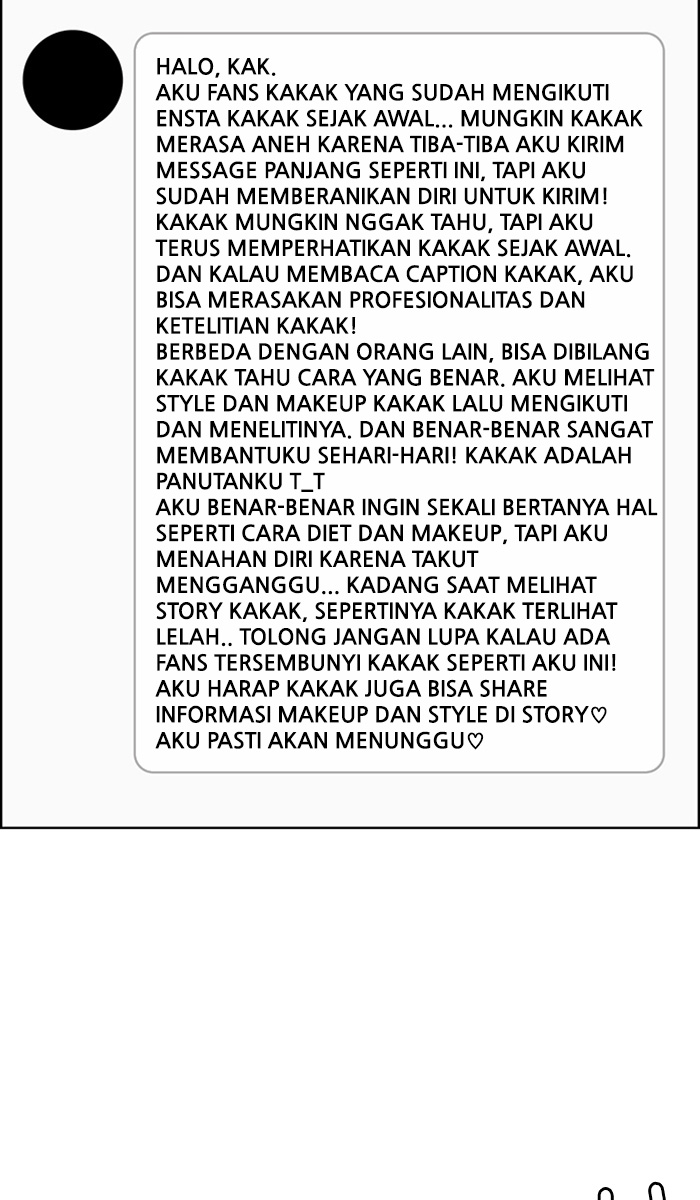 HALO, KAK.
AKU FANS KAKAK YANG SUDAH MENGIKUTI
ENSTA KAKAK SEJAK AWAL... MUNGKIN KAKAK
MERASA ANEH KARENA TIBA-TIBA AKU KIRIM
MESSAGE PANJANG SEPERTI INI, TAPI AKU
SUDAH MEMBERANIKAN DIRI UNTUK KIRIM!
KAKAK MUNGKIN NGGAK TAHU, TAPI AKU
TERUS MEMPERHATIKAN KAKAK SEJAK AWAL.
DAN KALAU MEMBACA CAPTION KAKAK, AKU
BISA MERASAKAN PROFESIONALITAS DAN
KETELITIAN KAKAK!
BERBEDA DENGAN ORANG LAIN, BISA DIBILANG
KAKAK TAHU CARA YANG BENAR. AKU MELIHAT
STYLE DAN MAKEUP KAKAK LALU MENGIKUTI
DAN MENELITINYA. DAN BENAR-BENAR SANGAT
MEMBANTUKU SEHARI-HARI! KAKAK ADALAH
PANUTANKU T_T
AKU BENAR-BENAR INGIN SEKALI BERTANYA HAL
SEPERTI CARA DIET DAN MAKEUP, TAPI AKU
MENAHAN DIRI KARENA TAKUT
MENGGANGGU... KADANG SAAT MELIHAT
STORY KAKAK, SEPERTINYA KAKAK TERLIHAT
LELAH.. TOLONG JANGAN LUPA KALAU ADA
FANS TERSEMBUNYI KAKAK SEPERTI AKU INI!
AKU HARAP KAKAK JUGA BISA SHARE
INFORMASI MAKEUP DAN STYLE DI STORY♡
AKU PASTI AKAN MENUNGGU♡